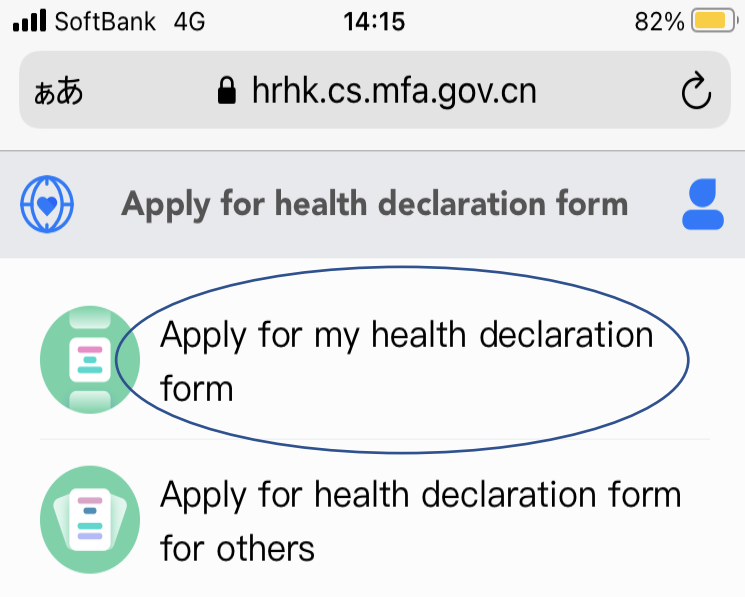 SoftBank 4G 14:15 82%
ぁあ hrhk.cs.mfa.gov.cn
Apply for health declaration form
Apply for my health declaration
form
Apply for health declaration form
for others